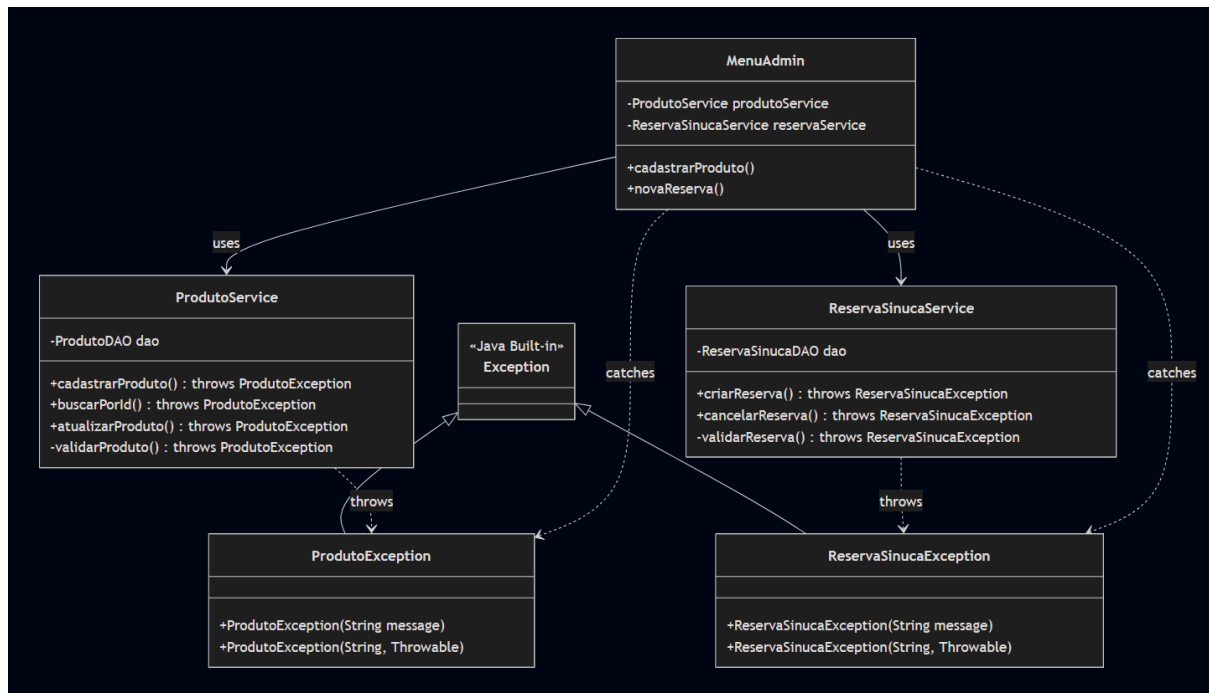 MenuAdmin
-ProdutoService produtoService
-ReservaSinucaService reservaService
+cadastrarProduto()
+novaReserva()
uses
uses
ProdutoService
-ProdutoDAO dao
+cadastrarProduto() : throws ProdutoException
+buscarPorId() : throws ProdutoException
+atualizarProduto() : throws ProdutoException
-validarProduto() : throws ProdutoException
«Java Built-in»
Exception
catches
ReservaSinucaService
-ReservaSinucaDAO dao
+criarReserva() : throws ReservaSinucaException
+cancelarReserva() : throws ReservaSinucaException
-validarReserva() : throws ReservaSinucaException
catches
throws
throws
ProdutoException
+ProdutoException(String message)
+ProdutoException(String, Throwable)
ReservaSinucaException
+ReservaSinucaException(String message)
+ReservaSinucaException(String, Throwable)